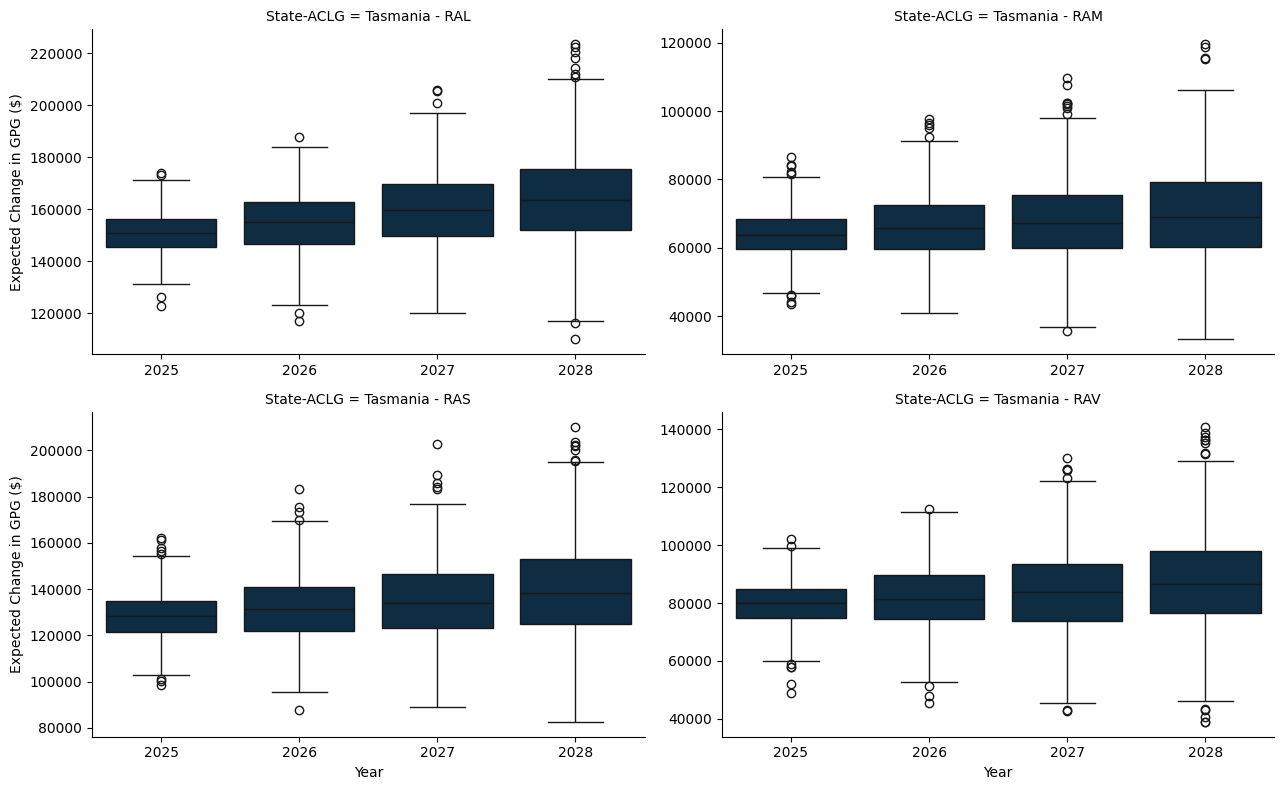 State-ACLG = Tasmania - RAL
Expected Change in GPG ($)
220000
200000
180000
160000
140000
120000
2025 2026 2027 2028
State-ACLG = Tasmania - RAM
120000
100000
80000
60000
40000
2025 2026 2027 2028
State-ACLG = Tasmania - RAS
Expected Change in GPG ($)
200000
180000
160000
140000
120000
100000
80000
2025 2026 2027 2028
Year
State-ACLG = Tasmania - RAV
140000
120000
100000
80000
60000
40000
2025 2026 2027 2028
Year